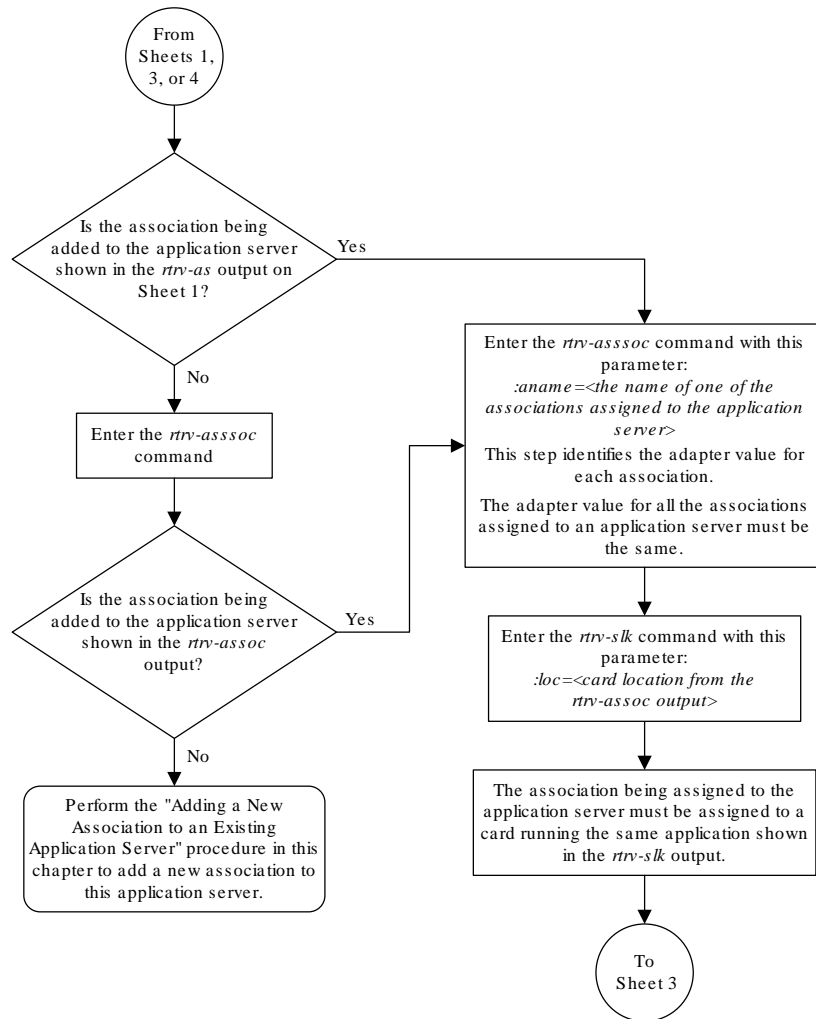 From
Sheets 1,
3, or 4
Is the association being
added to the application server
shown in the rtrv-as output on
Sheet 1?
Yes
No
Enter the rtrv-asssoc
command
Is the association being
added to the application server
shown in the rtrv-assoc
output?
Yes
No
Perform the "Adding a New
Association to an Existing
Application Server" procedure in this
chapter to add a new association to
this application server.
Enter the rtrv-asssoc command with this
parameter:
:aname=<the name of one of the
associations assigned to the application
server>
This step identifies the adapter value for
each association.
The adapter value for all the associations
assigned to an application server must be
the same.
Enter the rtrv-slk command with this
parameter:
:loc=<card location from the
rtrv-assoc output>
The association being assigned to the
application server must be assigned to a
card running the same application shown
in the rtrv-slk output.
To
Sheet 3